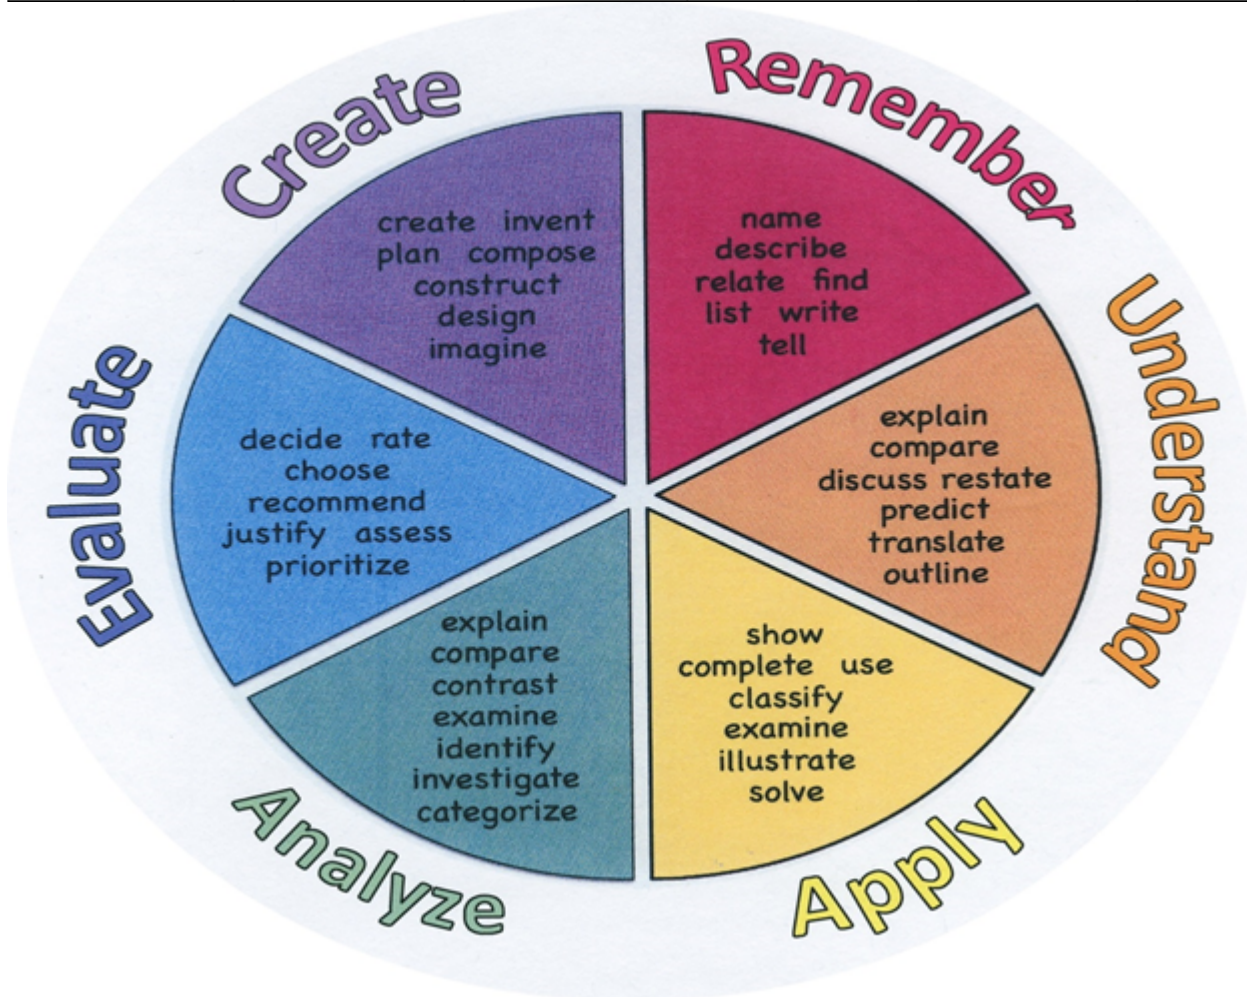 Remember
name
describe
relate find
list write
tell
Understand
explain
compare
discuss restate
predict
translate
outline
Apply
show
complete use
classify
examine
illustrate
solve
Analyze
explain
compare
contrast
examine
identify
investigate
categorize
Evaluate
decide rate
choose
recommend
justify assess
prioritize
Create
create invent
plan compose
construct
design
imagine